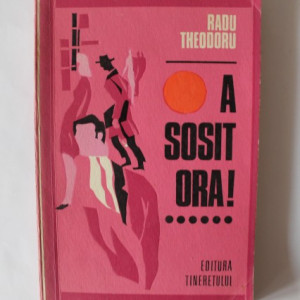 RADU
THEODORU
A
SOSIT
ORA!
......
EDITURA
TINERETULUI